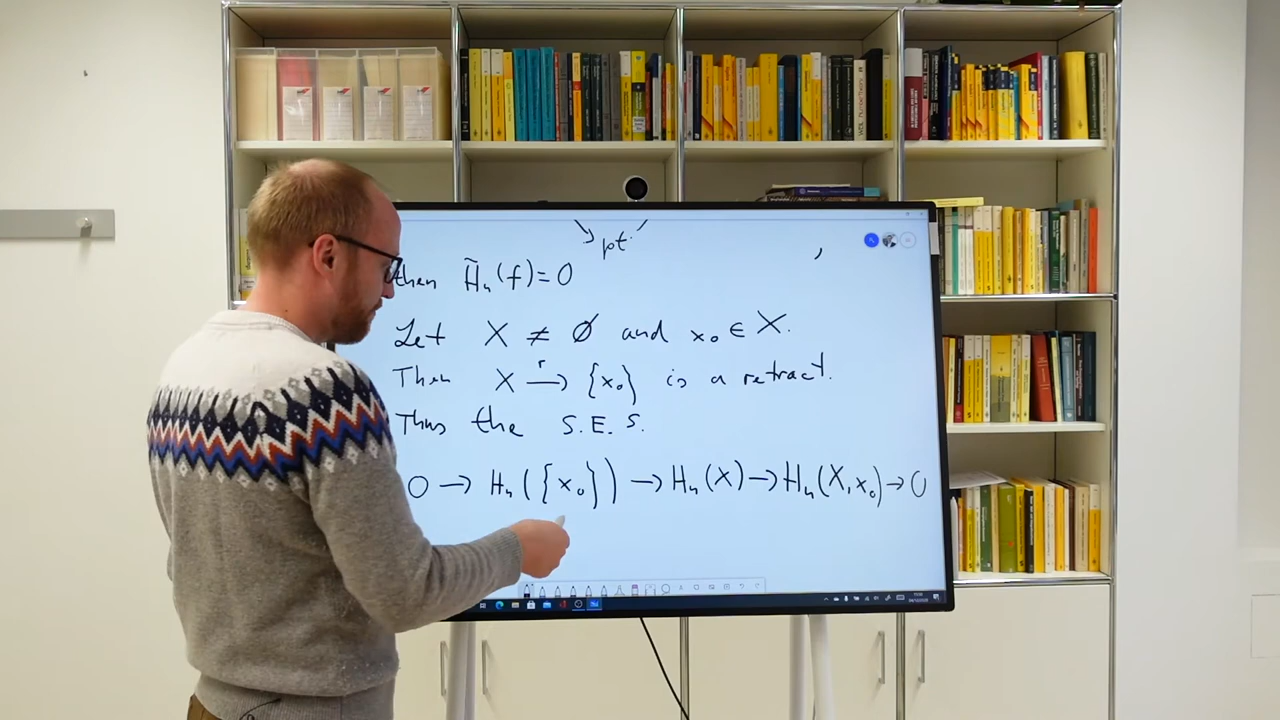 ↘ pt.
then H̃ₙ(f)=0 ,
Let X ≠ ∅ and x₀ ∈ X.
Then X —r→ {x₀} is a retract.
Thus the S.E.S.
0 → Hₙ({x₀}) → Hₙ(X) → Hₙ(X,x₀) → 0